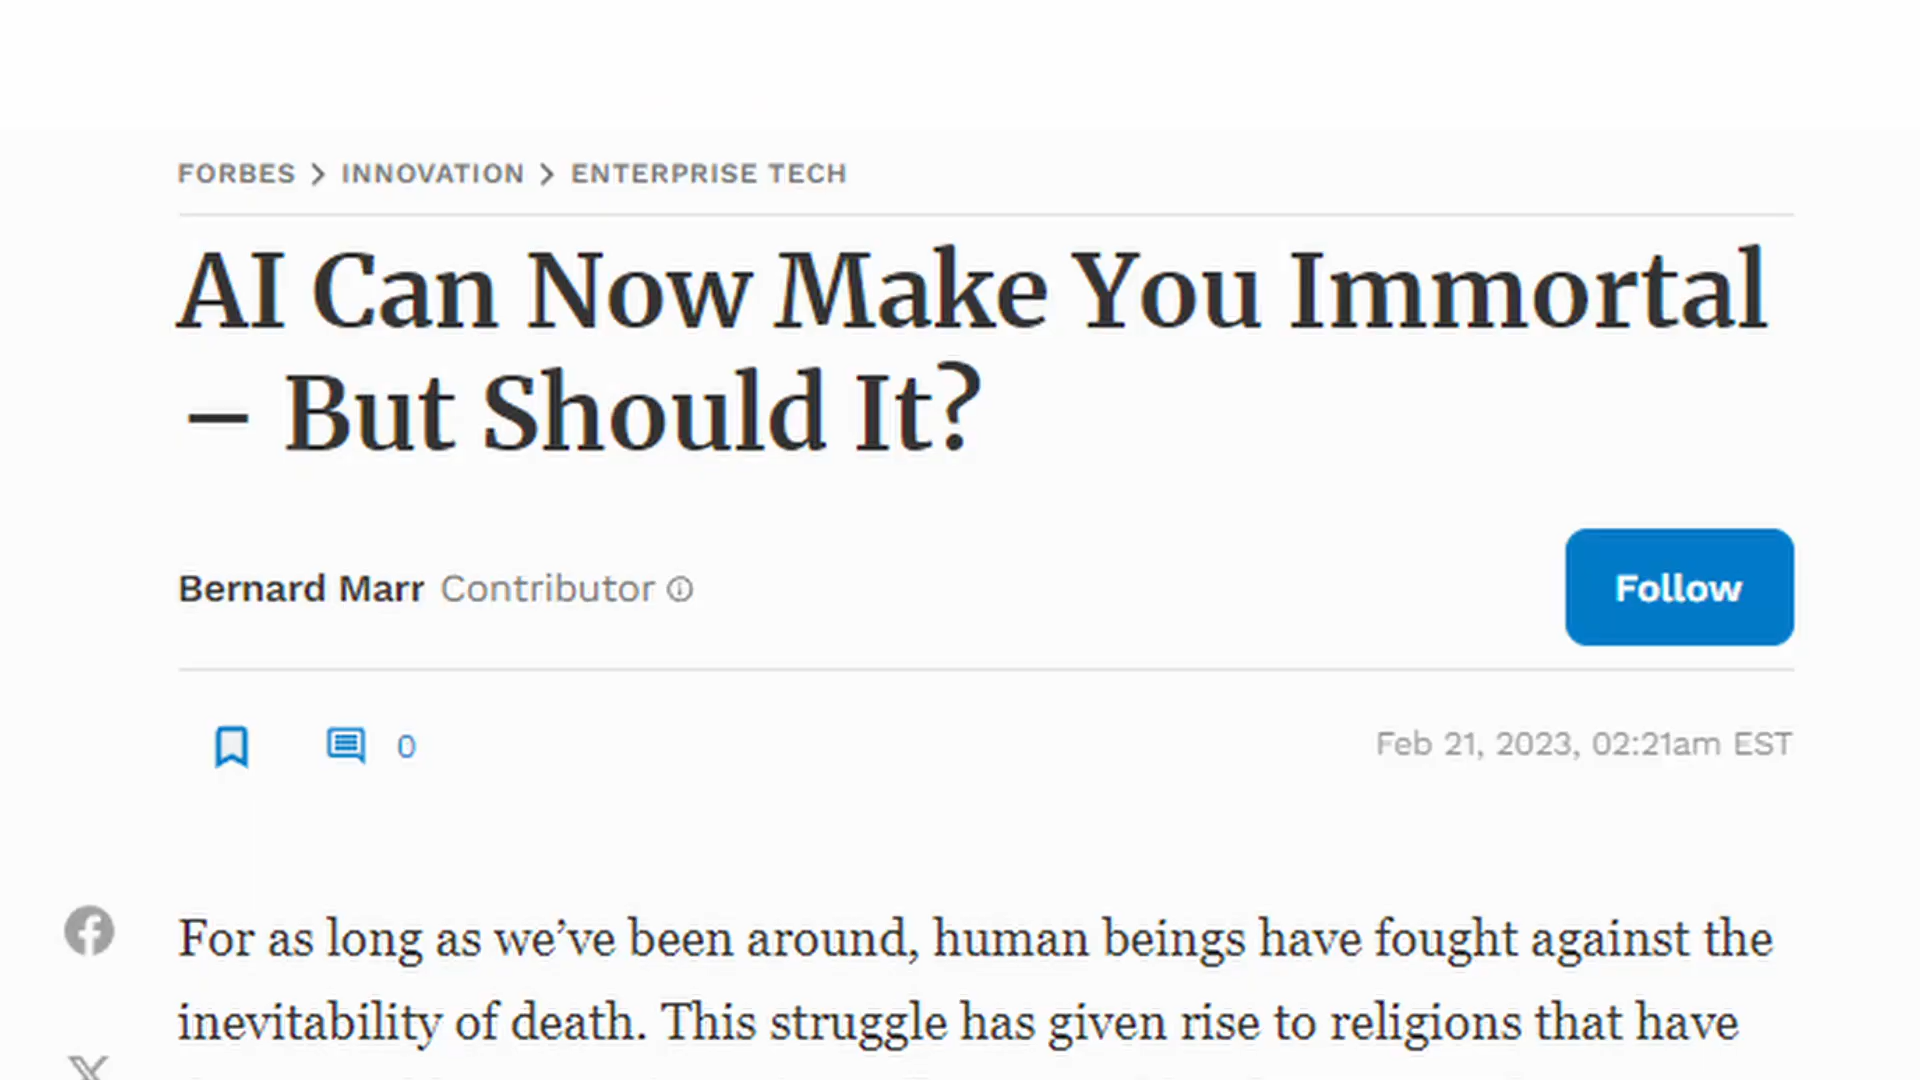 FORBES > INNOVATION > ENTERPRISE TECH
AI Can Now Make You Immortal
– But Should It?
Bernard Marr Contributor
Follow
0
Feb 21, 2023, 02:21am EST
For as long as we’ve been around, human beings have fought against the
inevitability of death. This struggle has given rise to religions that have